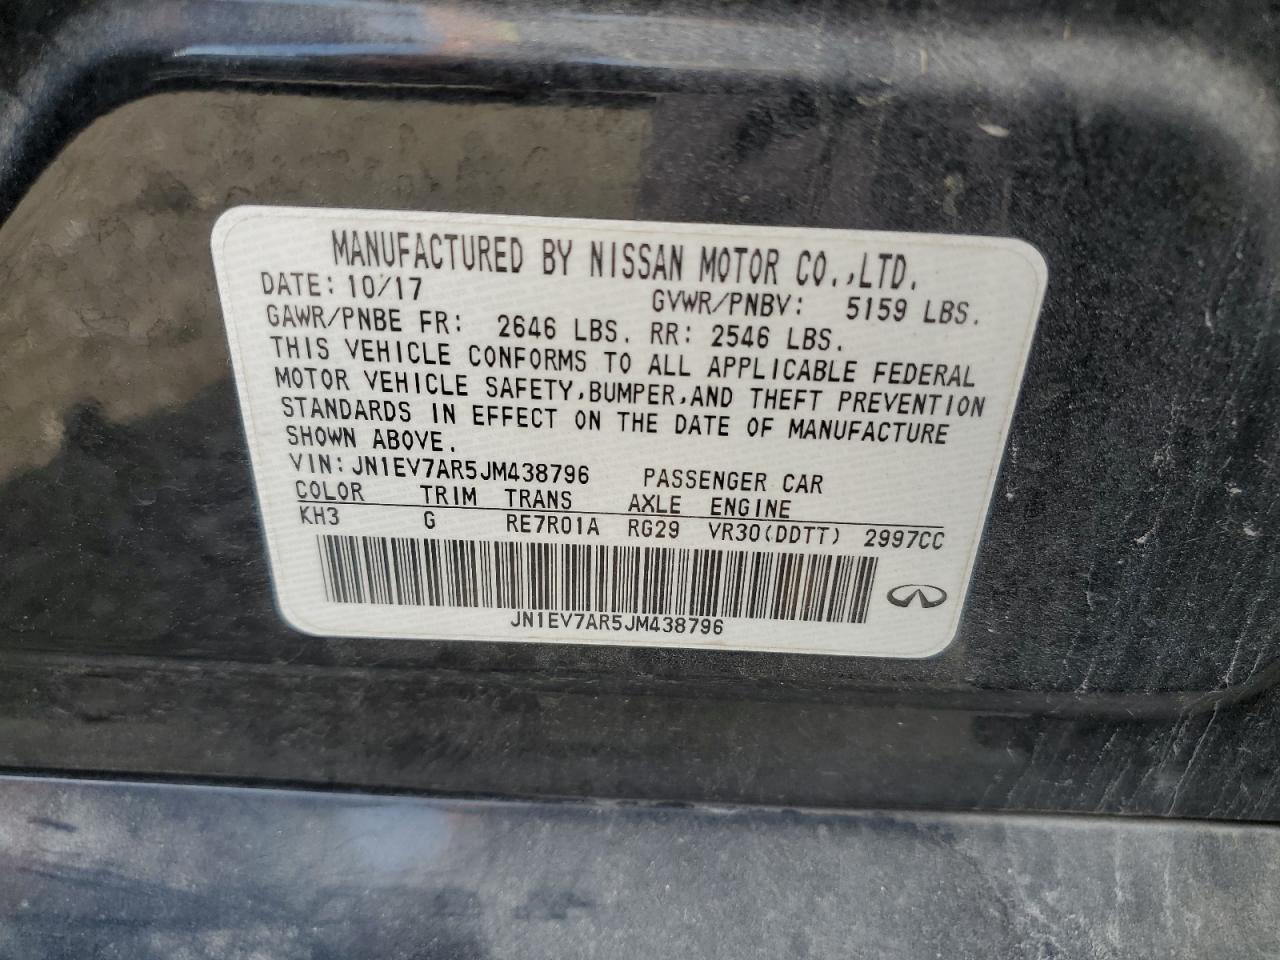 MANUFACTURED BY NISSAN MOTOR CO.,LTD.
DATE: 10/17 GVWR/PNBV: 5159 LBS.
GAWR/PNBE FR: 2646 LBS. RR: 2546 LBS.
THIS VEHICLE CONFORMS TO ALL APPLICABLE FEDERAL
MOTOR VEHICLE SAFETY,BUMPER,AND THEFT PREVENTION
STANDARDS IN EFFECT ON THE DATE OF MANUFACTURE
SHOWN ABOVE.
VIN: JN1EV7AR5JM438796 PASSENGER CAR
COLOR TRIM TRANS AXLE ENGINE
KH3 G RE7R01A RG29 VR30(DDTT) 2997CC
JN1EV7AR5JM438796